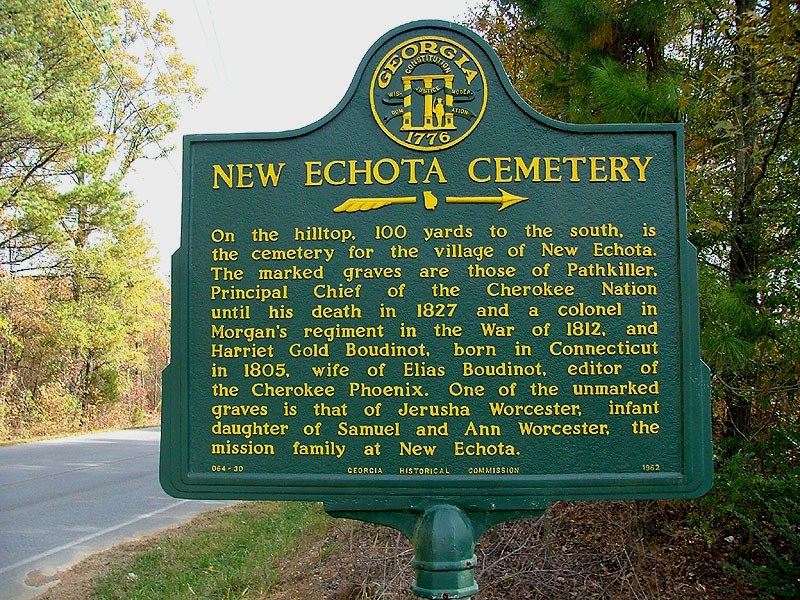 GEORGIA
CONSTITUTION
WISDOM JUSTICE MODERATION
1776
NEW ECHOTA CEMETERY
On the hilltop, 100 yards to the south, is
the cemetery for the village of New Echota.
The marked graves are those of Pathkiller,
Principal Chief of the Cherokee Nation
until his death in 1827 and a colonel in
Morgan's regiment in the War of 1812, and
Harriet Gold Boudinot, born in Connecticut
in 1805, wife of Elias Boudinot, editor of
the Cherokee Phoenix. One of the unmarked
graves is that of Jerusha Worcester, infant
daughter of Samuel and Ann Worcester, the
mission family at New Echota.
064-30 GEORGIA HISTORICAL COMMISSION 1962